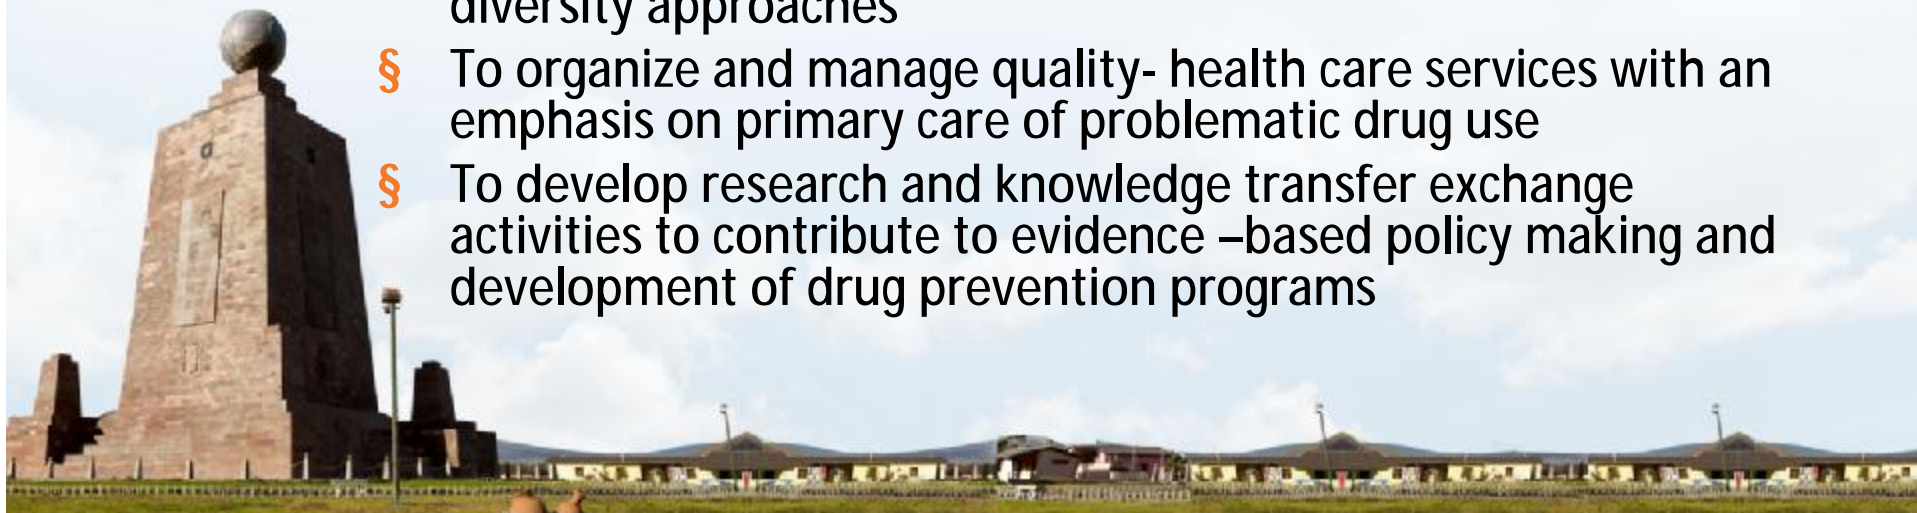 diversity approaches
§ To organize and manage quality- health care services with an
emphasis on primary care of problematic drug use
§ To develop research and knowledge transfer exchange
activities to contribute to evidence –based policy making and
development of drug prevention programs